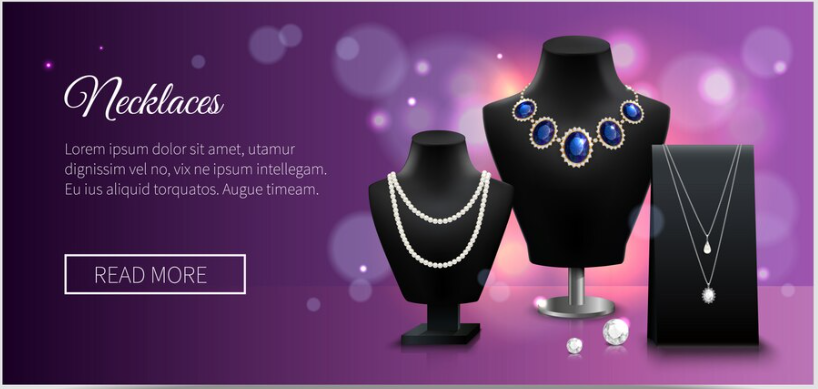 Necklaces
Lorem ipsum dolor sit amet, utamur
dignissim vel no, vix ne ipsum intellegam.
Eu ius aliquid torquatos. Augue timeam.
READ MORE